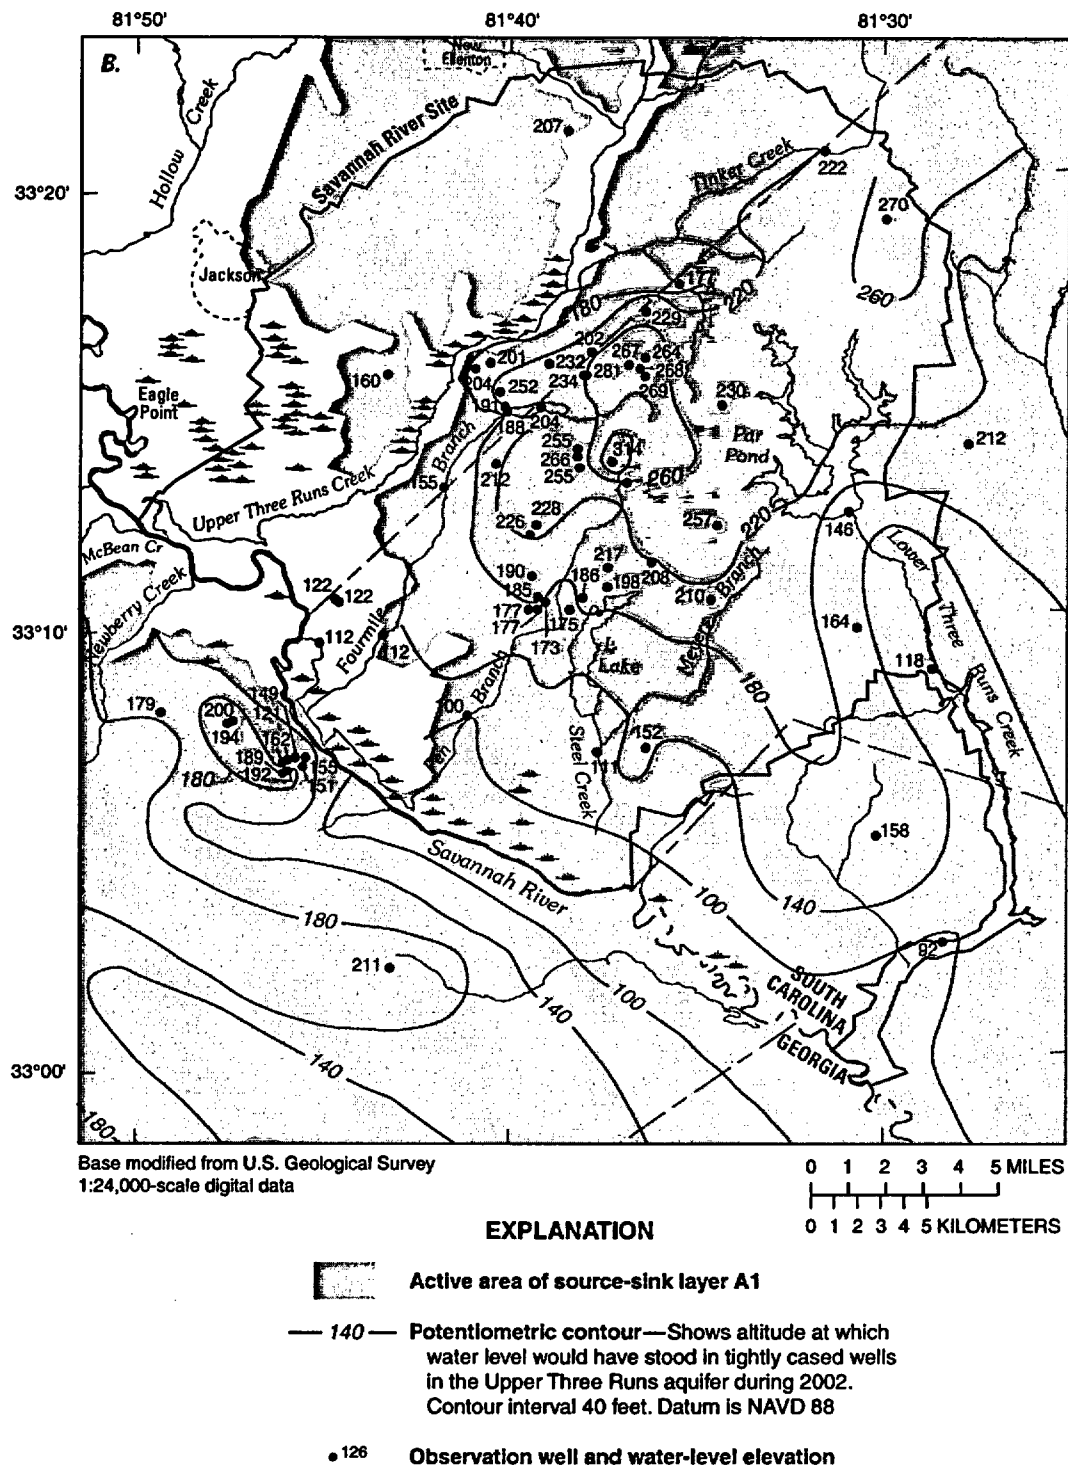 81°50'
81°40'
81°30'
B.
New
Ellenton
Hollow Creek
Savannah River Site
207
Tinker Creek
222
33°20'
270
Jackson
177
260
180
220
229
202
201
232
267
264
160
204
252
234
281
268
269
Eagle
Point
191
188
204
230
Par
Pond
212
255
314
266
255
260
Branch
155
212
Upper Three Runs Creek
228
226
257
220
146
McBean Cr
Newberry Creek
217
Lower Three Runs Creek
190
186
198
208
122
122
185
210
Meyers Branch
33°10'
177
177
175
164
112
Fourmile
112
173
L
Lake
118
180
179
149
200
121
194
100
Pen Branch
162
152
189
155
192
151
111
Steel Creek
180
158
Savannah River
100
140
180
92
211
SOUTH
CAROLINA
100
140
GEORGIA
33°00'
140
180
Base modified from U.S. Geological Survey
1:24,000-scale digital data
0 1 2 3 4 5 MILES
0 1 2 3 4 5 KILOMETERS
EXPLANATION
Active area of source-sink layer A1
— 140 — Potentiometric contour—Shows altitude at which
water level would have stood in tightly cased wells
in the Upper Three Runs aquifer during 2002.
Contour interval 40 feet. Datum is NAVD 88
•126 Observation well and water-level elevation